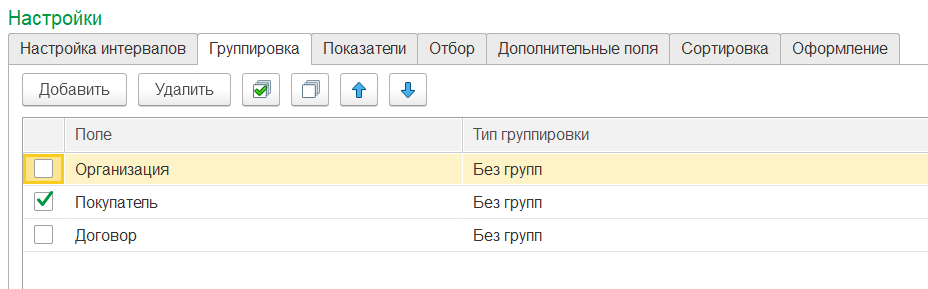 Настройки
Настройка интервалов Группировка Показатели Отбор Дополнительные поля Сортировка Оформление
Добавить Удалить
Поле Тип группировки
Организация Без групп
Покупатель Без групп
Договор Без групп